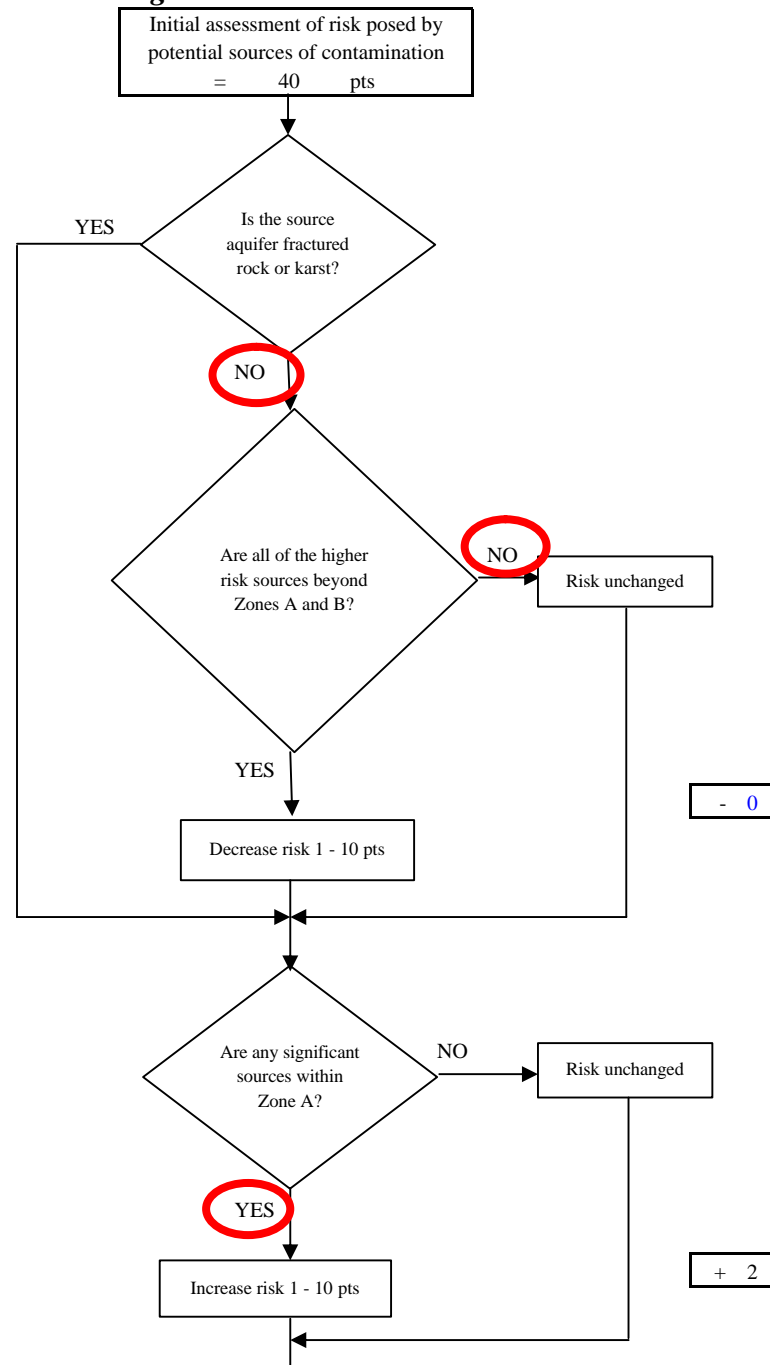 Initial assessment of risk posed by
potential sources of contamination
= 40 pts
YES
Is the source
aquifer fractured
rock or karst?
NO
Are all of the higher
risk sources beyond
Zones A and B?
NO
Risk unchanged
YES
- 0
Decrease risk 1 - 10 pts
Are any significant
sources within
Zone A?
NO
Risk unchanged
YES
Increase risk 1 - 10 pts
+ 2